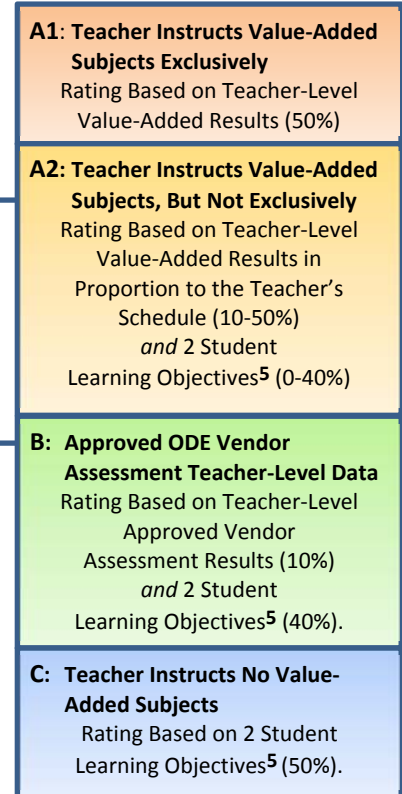 A1: Teacher Instructs Value-Added
Subjects Exclusively
Rating Based on Teacher-Level
Value-Added Results (50%)
A2: Teacher Instructs Value-Added
Subjects, But Not Exclusively
Rating Based on Teacher-Level
Value-Added Results in
Proportion to the Teacher’s
Schedule (10-50%)
and 2 Student
Learning Objectives5 (0-40%)
B: Approved ODE Vendor
Assessment Teacher-Level Data
Rating Based on Teacher-Level
Approved Vendor
Assessment Results (10%)
and 2 Student
Learning Objectives5 (40%).
C: Teacher Instructs No Value-
Added Subjects
Rating Based on 2 Student
Learning Objectives5 (50%).